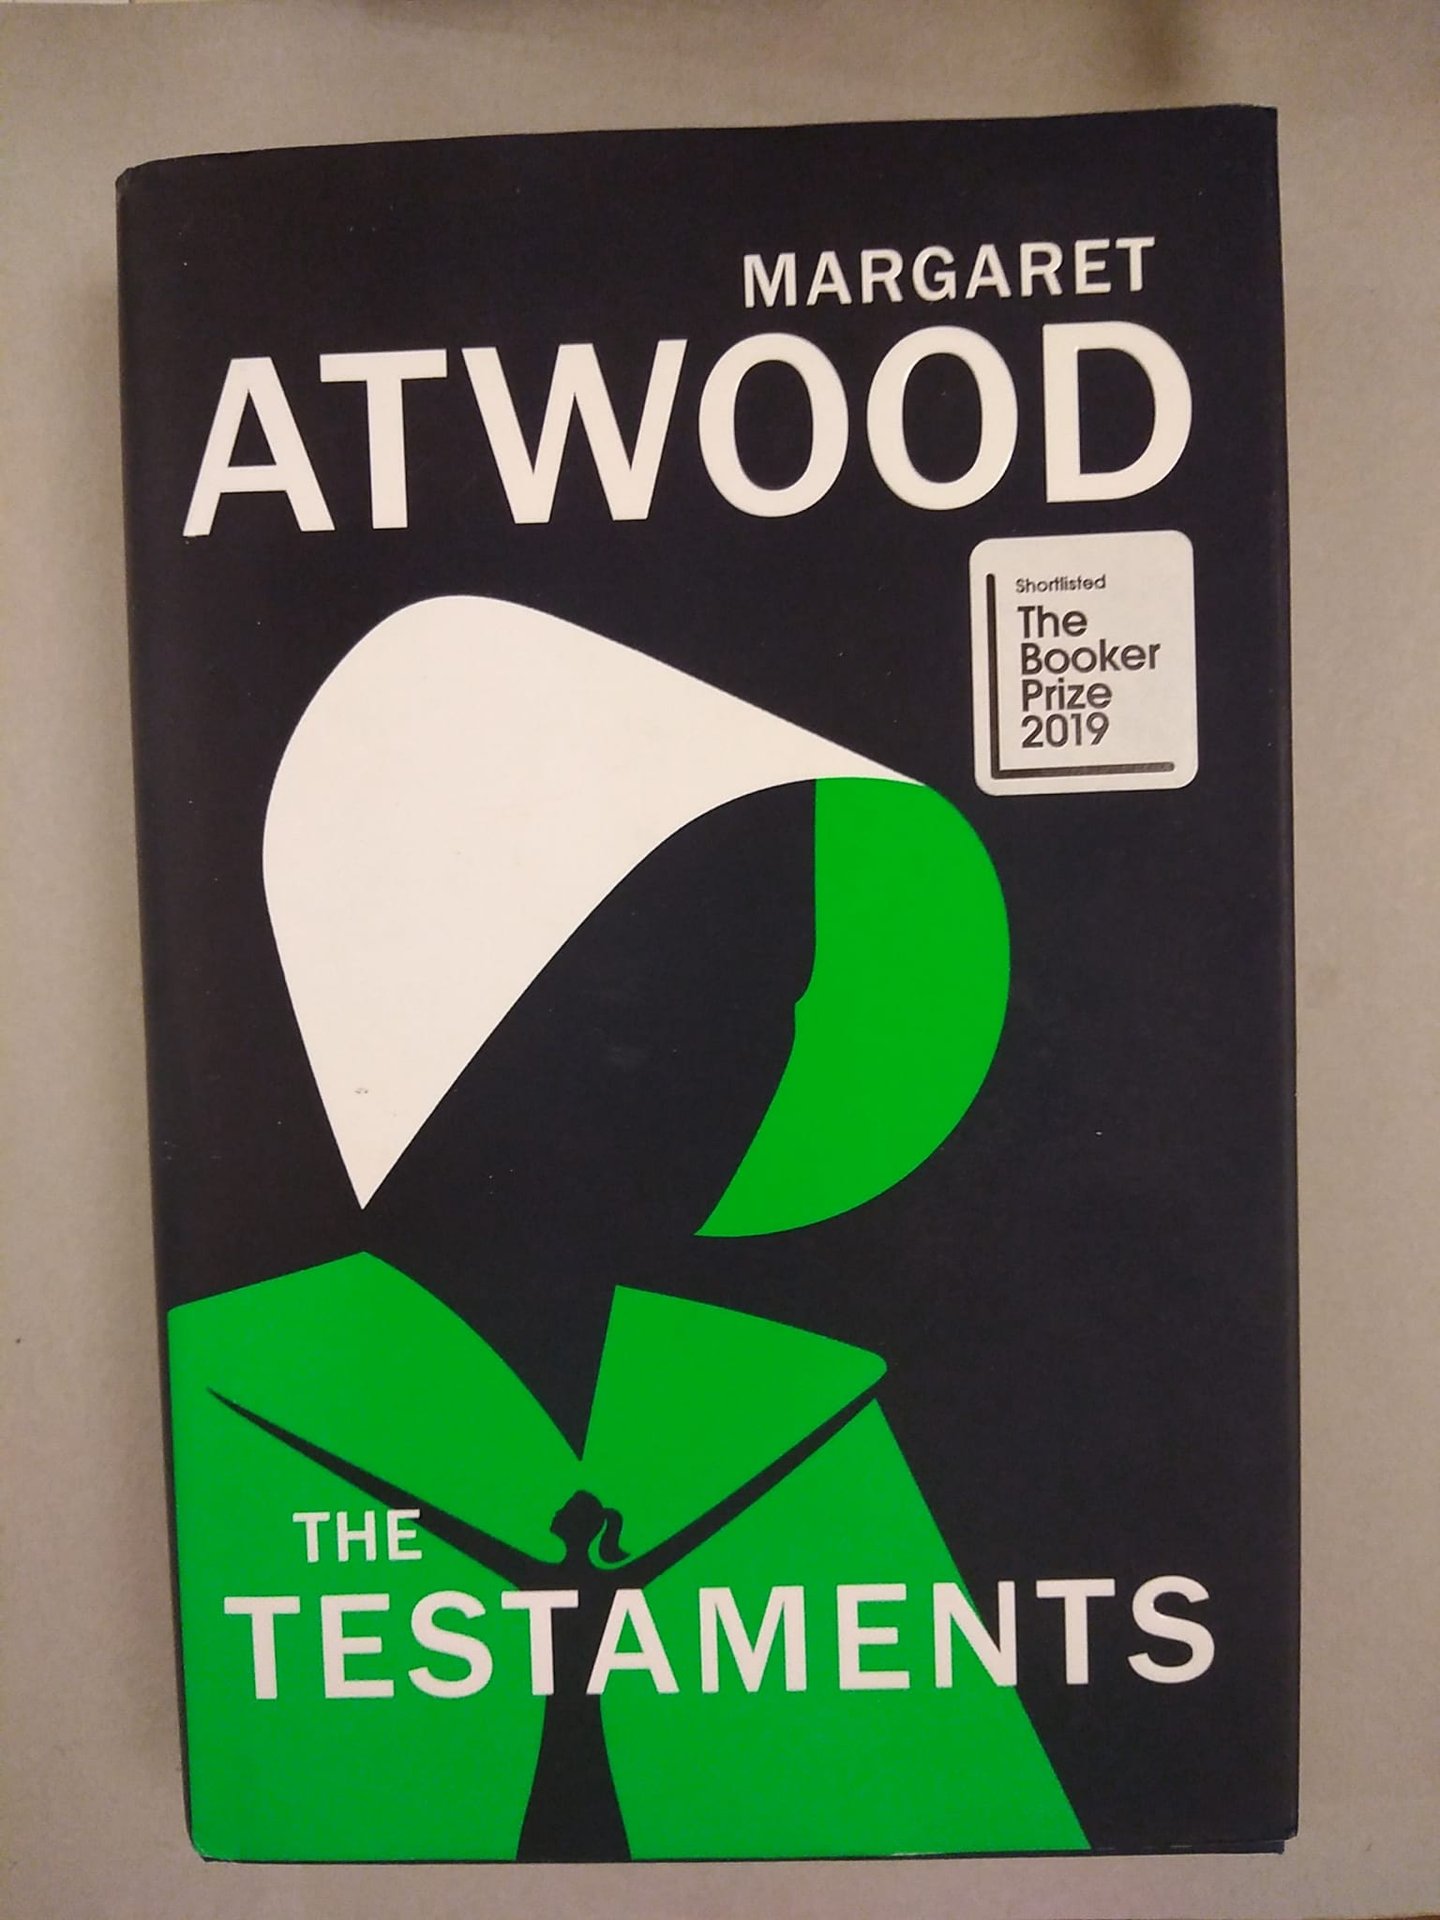 MARGARET
ATWOOD
Shortlisted
The
Booker
Prize
2019
THE
TESTAMENTS